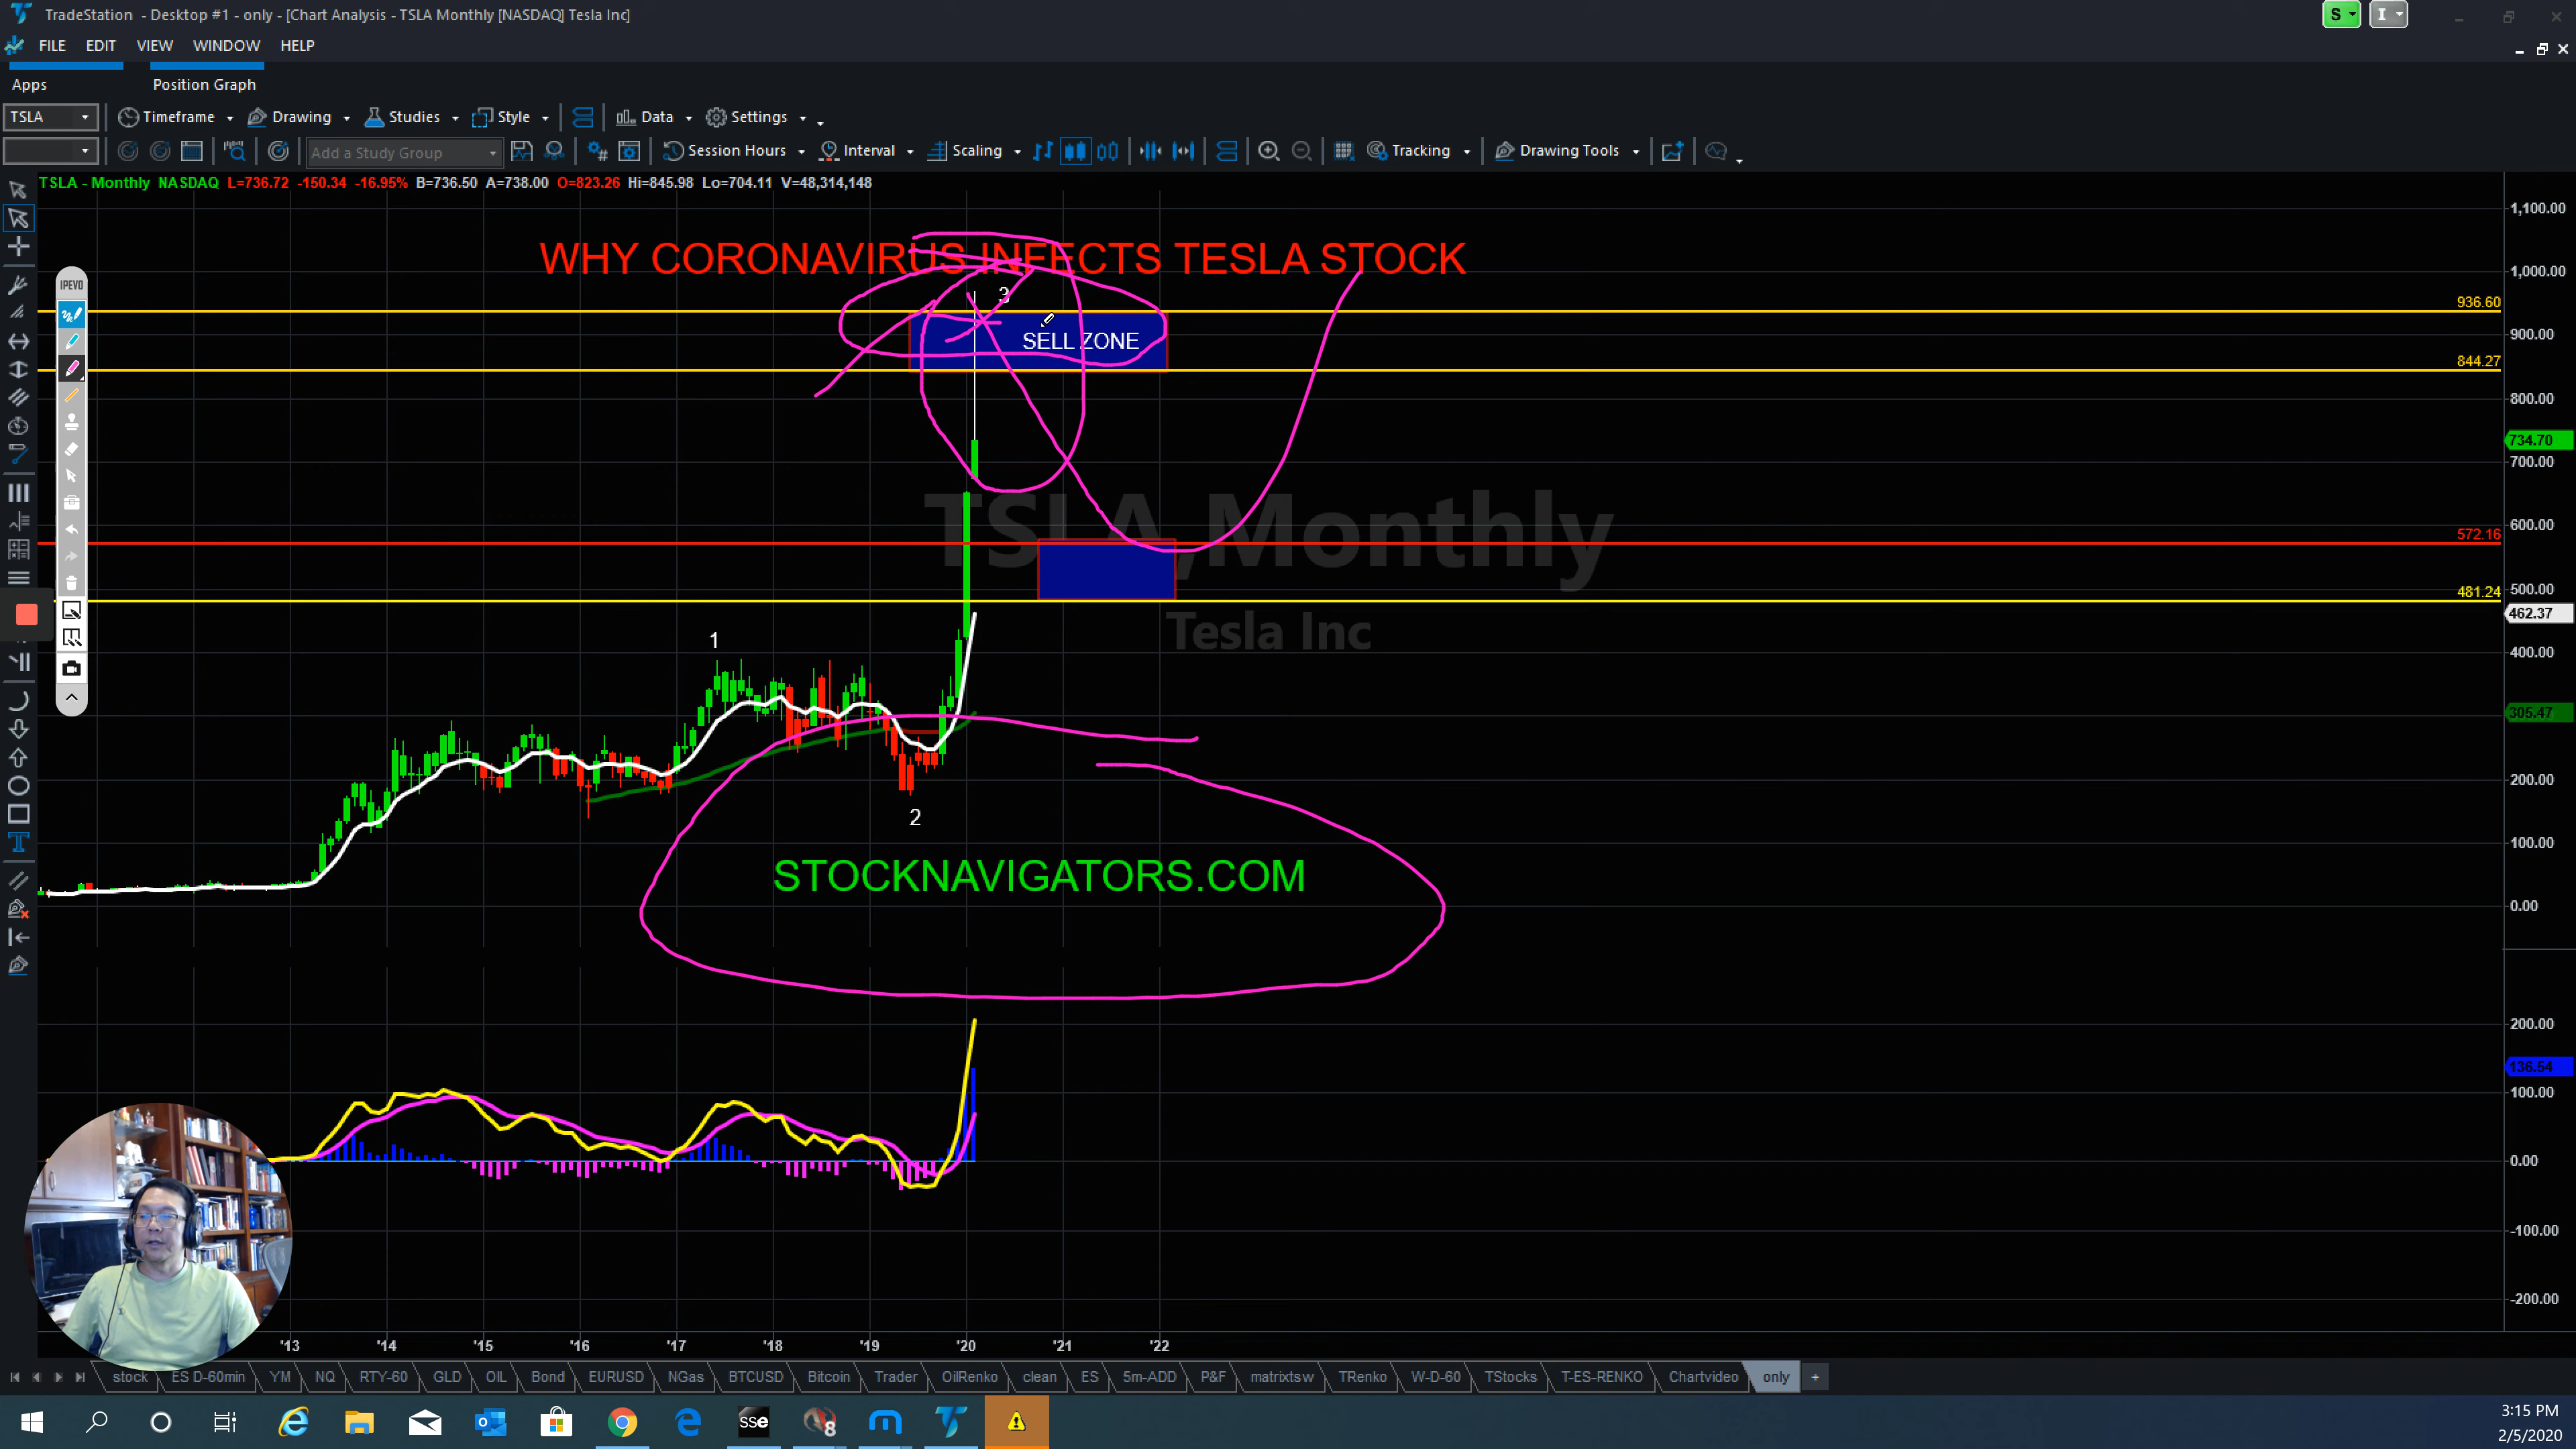 TradeStation - Desktop #1 - only - [Chart Analysis - TSLA Monthly [NASDAQ] Tesla Inc]
S
I
FILE EDIT VIEW WINDOW HELP
Apps Position Graph
TSLA Timeframe Drawing Studies Style Data Settings
Add a Study Group Session Hours Interval Scaling Tracking Drawing Tools
TSLA - Monthly NASDAQ L=736.72 -150.34 -16.95% B=736.50 A=738.00 O=823.26 Hi=845.98 Lo=704.11 V=48,314,148
1,100.00
WHY CORONAVIRUS INFECTS TESLA STOCK
1,000.00
IPEVO
3
936.60
900.00
SELL ZONE
844.27
800.00
734.70
700.00
TSLA,Monthly
600.00
572.16
500.00
481.24
462.37
Tesla Inc
1
400.00
305.47
200.00
2
100.00
STOCKNAVIGATORS.COM
0.00
200.00
136.54
100.00
0.00
-100.00
-200.00
'13 '14 '15 '16 '17 '18 '19 '20 '21 '22
stock ES D-60min YM NQ RTY-60 GLD OIL Bond EURUSD NGas BTCUSD Bitcoin Trader OilRenko clean ES 5m-ADD P&F matrixtsw TRenko W-D-60 TStocks T-ES-RENKO Chartvideo only +
sse
8
3:15 PM
2/5/2020